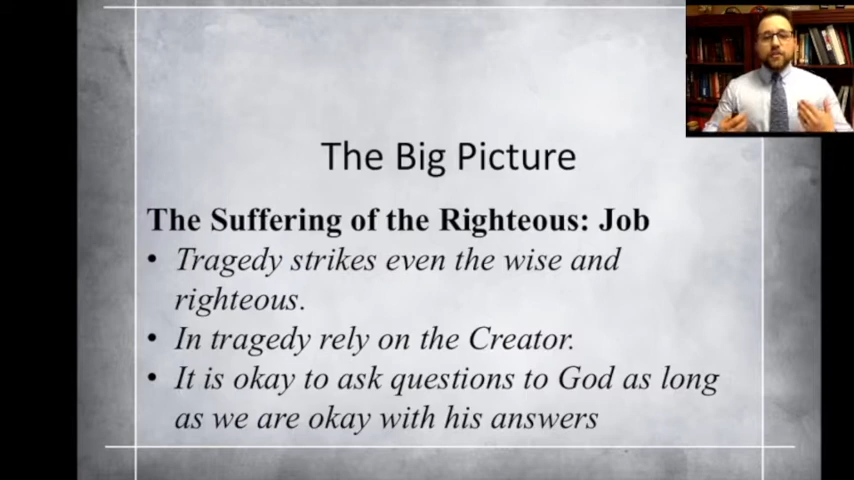 The Big Picture
The Suffering of the Righteous: Job
• Tragedy strikes even the wise and
righteous.
• In tragedy rely on the Creator.
• It is okay to ask questions to God as long
as we are okay with his answers